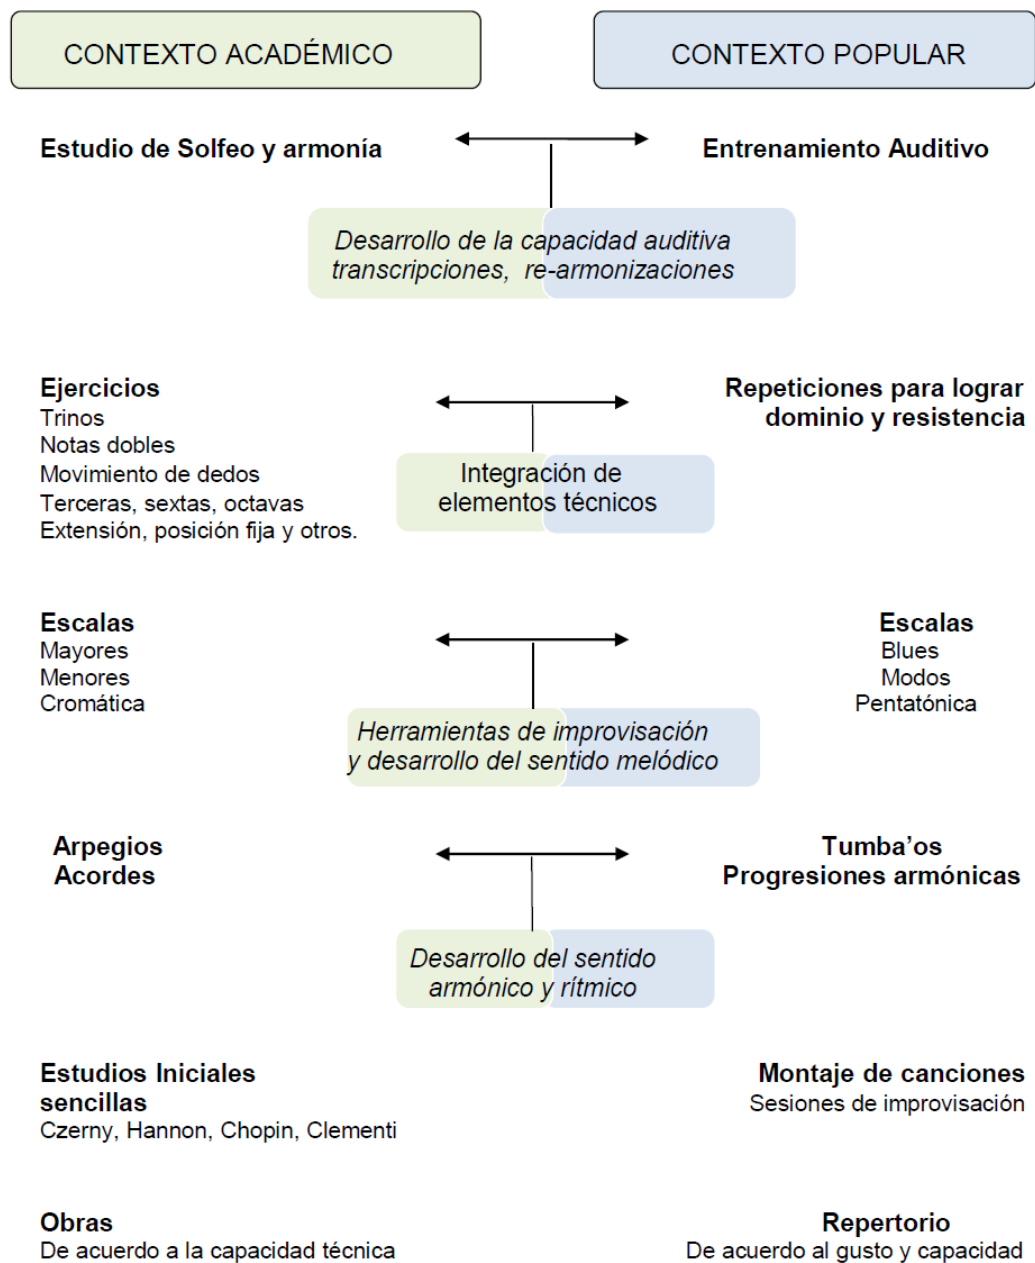 CONTEXTO ACADÉMICO
CONTEXTO POPULAR
Estudio de Solfeo y armonía
Entrenamiento Auditivo
Desarrollo de la capacidad auditiva
transcripciones, re-armonizaciones
Ejercicios
Trinos
Notas dobles
Movimiento de dedos
Terceras, sextas, octavas
Extensión, posición fija y otros.
Repeticiones para lograr
dominio y resistencia
Integración de
elementos técnicos
Escalas
Mayores
Menores
Cromática
Escalas
Blues
Modos
Pentatónica
Herramientas de improvisación
y desarrollo del sentido melódico
Arpegios
Acordes
Tumba’os
Progresiones armónicas
Desarrollo del sentido
armónico y rítmico
Estudios Iniciales
sencillas
Czerny, Hannon, Chopin, Clementi
Montaje de canciones
Sesiones de improvisación
Obras
De acuerdo a la capacidad técnica
Repertorio
De acuerdo al gusto y capacidad